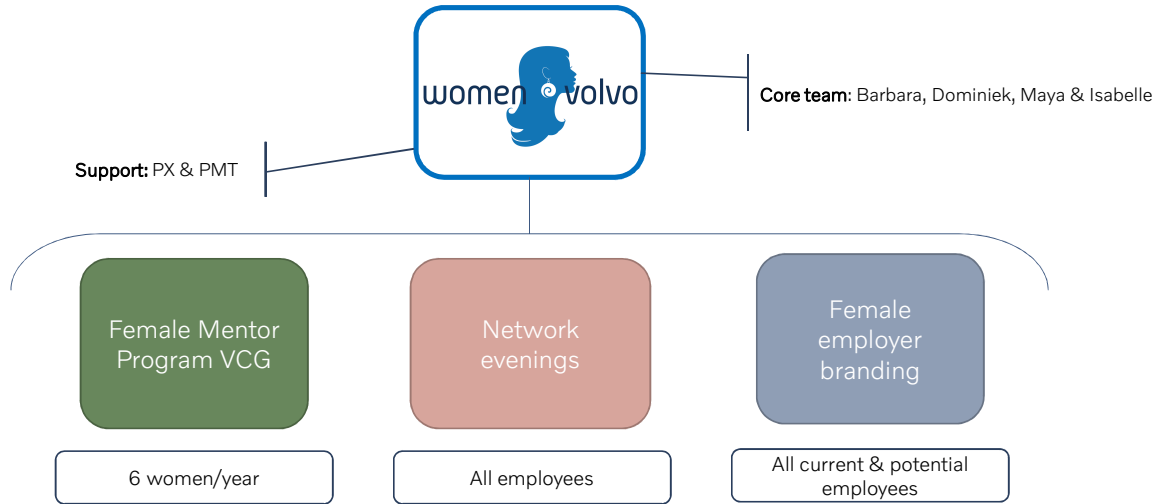 women volvo
Core team: Barbara, Dominiek, Maya & Isabelle
Support: PX & PMT
Female Mentor
Program VCG
Network
evenings
Female
employer
branding
6 women/year
All employees
All current & potential
employees